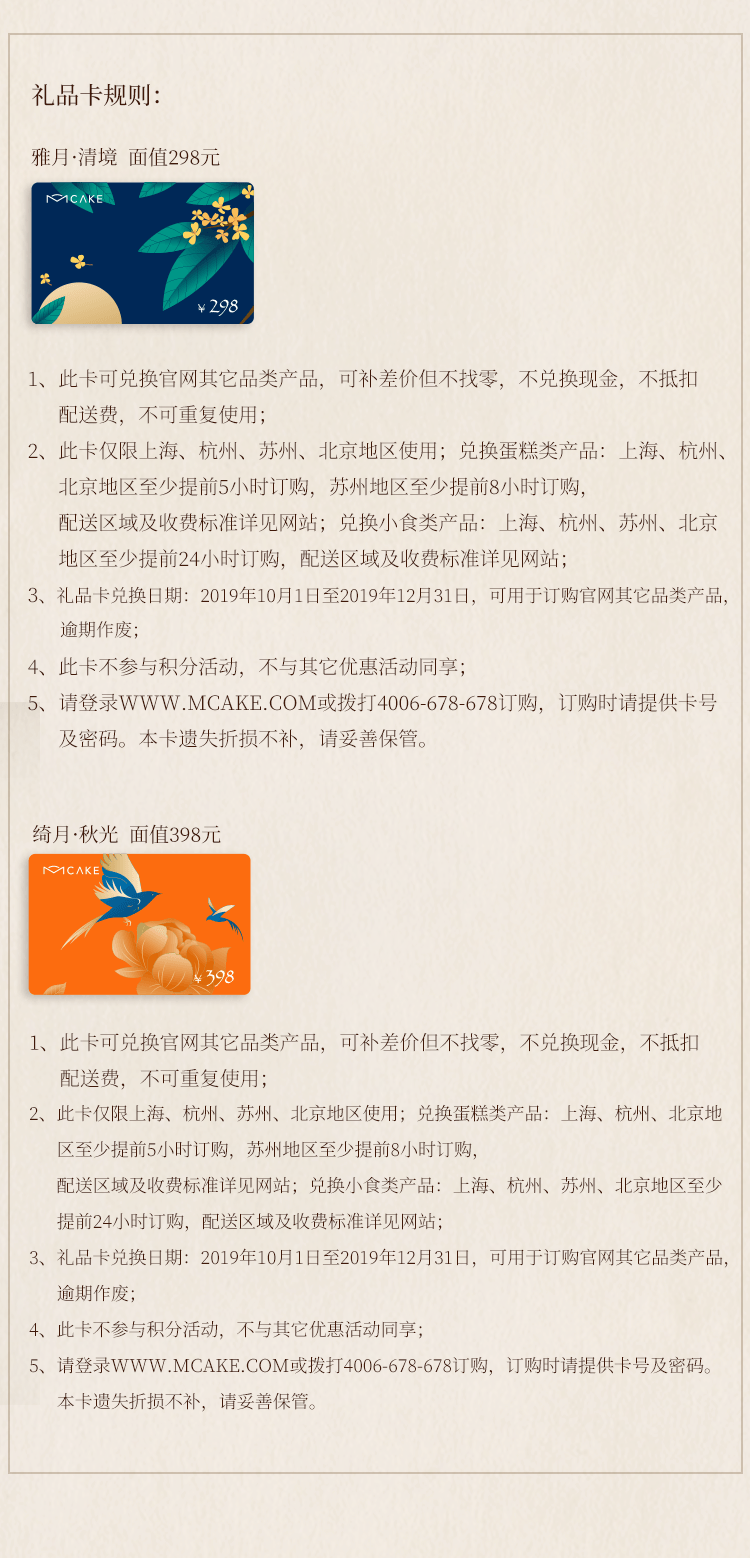 礼品卡规则：
雅月·清境 面值298元
MCAKE
￥298
1、此卡可兑换官网其它品类产品，可补差价但不找零，不兑换现金，不抵扣
配送费，不可重复使用；
2、此卡仅限上海、杭州、苏州、北京地区使用；兑换蛋糕类产品：上海、杭州、
北京地区至少提前5小时订购，苏州地区至少提前8小时订购，
配送区域及收费标准详见网站；兑换小食类产品：上海、杭州、苏州、北京
地区至少提前24小时订购，配送区域及收费标准详见网站；
3、礼品卡兑换日期：2019年10月1日至2019年12月31日，可用于订购官网其它品类产品，
逾期作废；
4、此卡不参与积分活动，不与其它优惠活动同享；
5、请登录WWW.MCAKE.COM或拨打4006-678-678订购，订购时请提供卡号
及密码。本卡遗失折损不补，请妥善保管。
绮月·秋光 面值398元
MCAKE
￥398
1、此卡可兑换官网其它品类产品，可补差价但不找零，不兑换现金，不抵扣
配送费，不可重复使用；
2、此卡仅限上海、杭州、苏州、北京地区使用；兑换蛋糕类产品：上海、杭州、北京地
区至少提前5小时订购，苏州地区至少提前8小时订购，
配送区域及收费标准详见网站；兑换小食类产品：上海、杭州、苏州、北京地区至少
提前24小时订购，配送区域及收费标准详见网站；
3、礼品卡兑换日期：2019年10月1日至2019年12月31日，可用于订购官网其它品类产品，
逾期作废；
4、此卡不参与积分活动，不与其它优惠活动同享；
5、请登录WWW.MCAKE.COM或拨打4006-678-678订购，订购时请提供卡号及密码。
本卡遗失折损不补，请妥善保管。